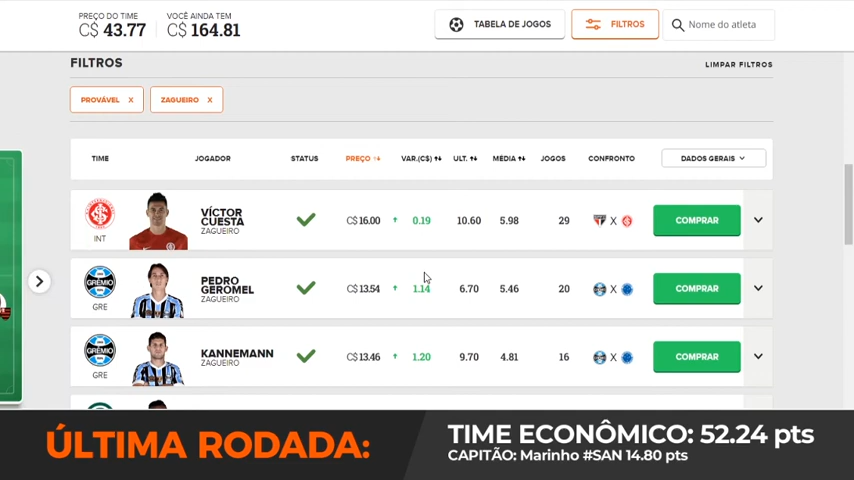 PREÇO DO TIME
C$ 43.77
VOCÊ AINDA TEM
C$ 164.81
TABELA DE JOGOS
FILTROS
Nome do atleta
FILTROS
LIMPAR FILTROS
PROVÁVEL X
ZAGUEIRO X
TIME JOGADOR STATUS PREÇO VAR.(C$) ULT. MÉDIA JOGOS CONFRONTO DADOS GERAIS
INT
VÍCTOR CUESTA
ZAGUEIRO
C$ 16.00 0.19 10.60 5.98 29 X COMPRAR
GRE
PEDRO GEROMEL
ZAGUEIRO
C$ 13.54 1.14 6.70 5.46 20 X COMPRAR
GRE
KANNEMANN
ZAGUEIRO
C$ 13.46 1.20 9.70 4.81 16 X COMPRAR
ÚLTIMA RODADA:
TIME ECONÔMICO: 52.24 pts
CAPITÃO: Marinho #SAN 14.80 pts